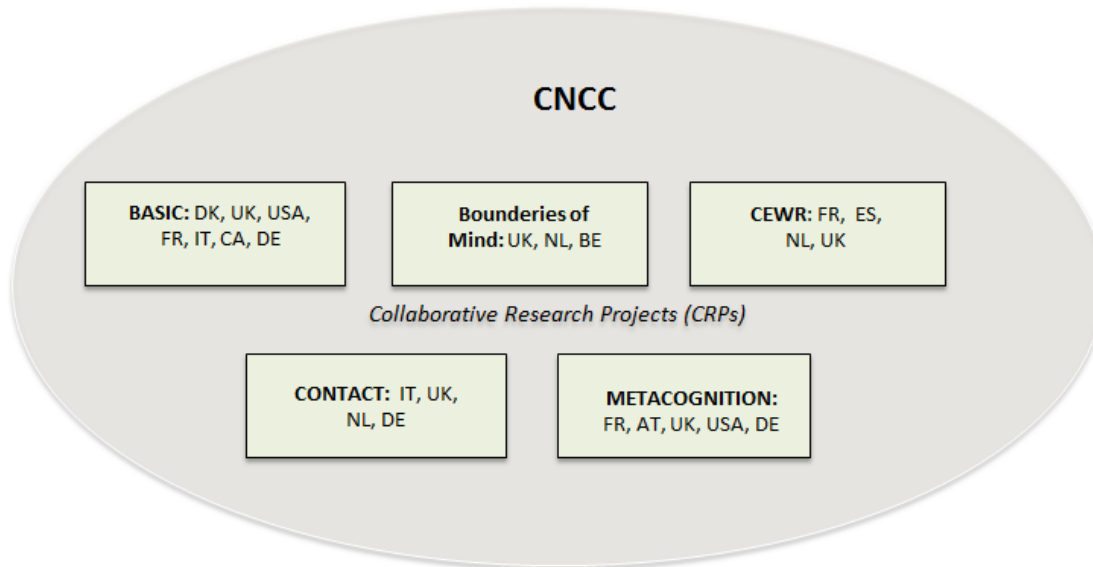 CNCC
BASIC: DK, UK, USA,
FR, IT, CA, DE
Bounderies of
Mind: UK, NL, BE
CEWR: FR, ES,
NL, UK
Collaborative Research Projects (CRPs)
CONTACT: IT, UK,
NL, DE
METACOGNITION:
FR, AT, UK, USA, DE